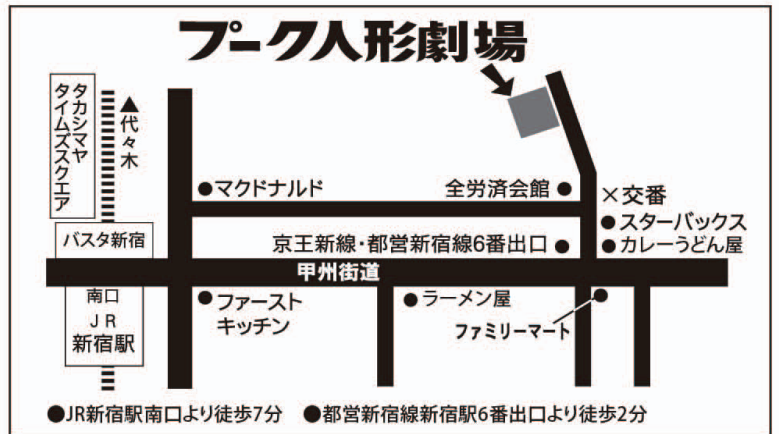 プーク人形劇場
タカシマヤ
タイムズスクエア
▲代々木
●マクドナルド
全労済会館●
×交番
●スターバックス
バスタ新宿
京王新線・都営新宿線6番出口●
●カレーうどん屋
甲州街道
南口
JR
新宿駅
●ファースト
キッチン
●ラーメン屋
ファミリーマート
●JR新宿駅南口より徒歩7分 ●都営新宿線新宿駅6番出口より徒歩2分